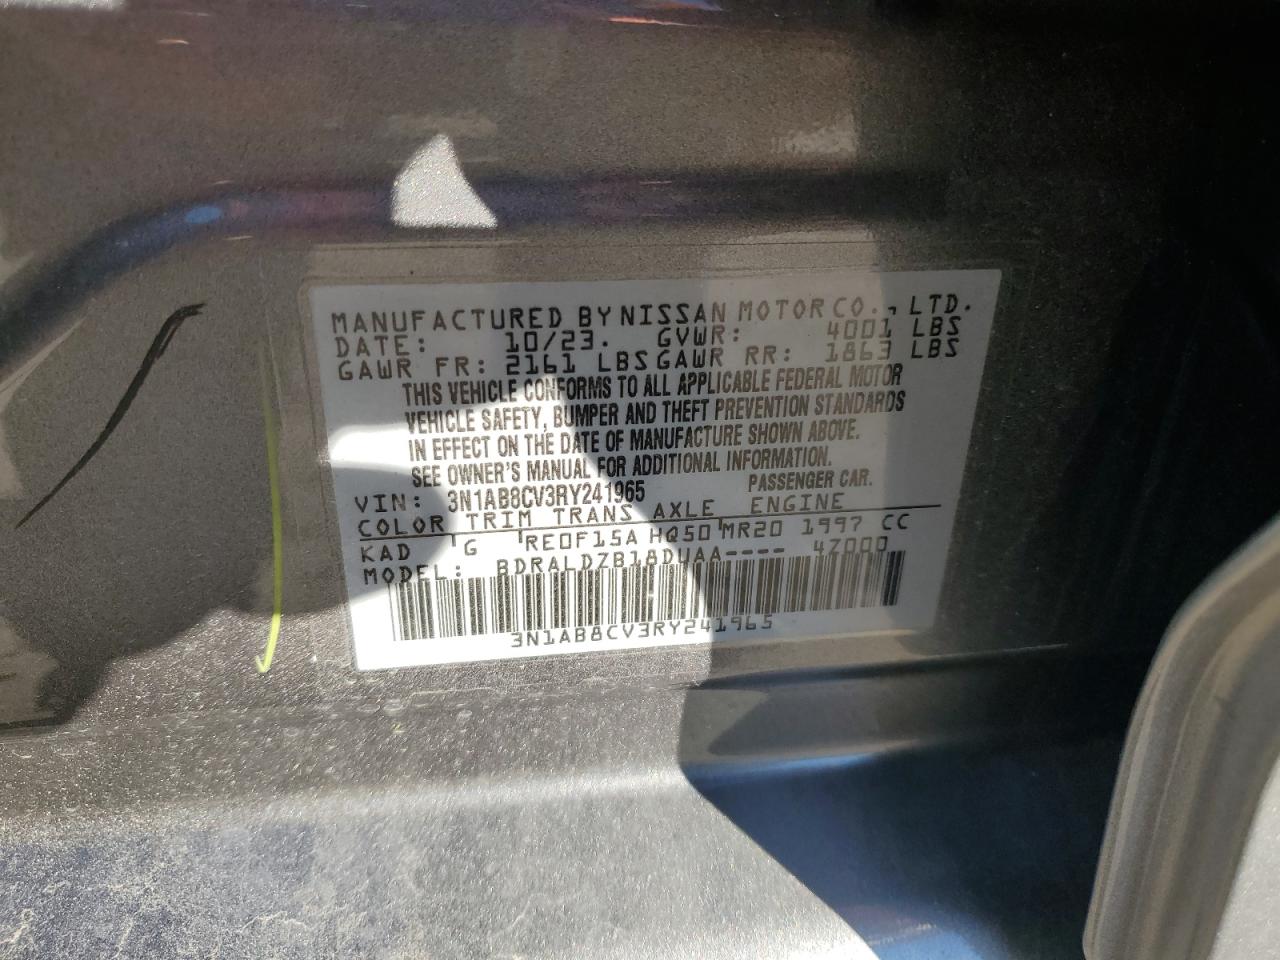 MANUFACTURED BY NISSAN MOTOR CO., LTD.
DATE: 10/23. GVWR: 4001 LBS
GAWR FR: 2161 LBS GAWR RR: 1863 LBS
THIS VEHICLE CONFORMS TO ALL APPLICABLE FEDERAL MOTOR
VEHICLE SAFETY, BUMPER AND THEFT PREVENTION STANDARDS
IN EFFECT ON THE DATE OF MANUFACTURE SHOWN ABOVE.
SEE OWNER'S MANUAL FOR ADDITIONAL INFORMATION.
VIN: 3N1AB8CV3RY241965 PASSENGER CAR.
COLOR TRIM TRANS AXLE ENGINE
KAD G RE0F15A HQ50 MR20 1997 CC
MODEL: BDRALDZB18DUAA---- 4Z000
3N1AB8CV3RY241965